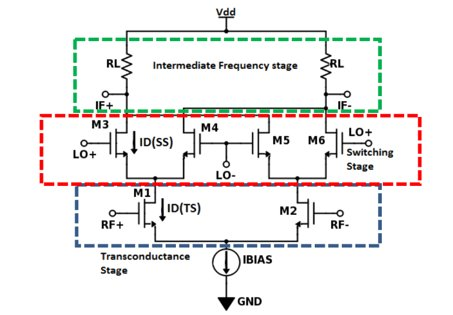 Vdd
RL
Intermediate Frequency stage
RL
IF+
IF-
M3
M4
M5
M6
LO+
LO+
ID(SS)
Switching
Stage
LO-
M1
ID(TS)
M2
RF+
RF-
Transconductance
Stage
IBIAS
GND